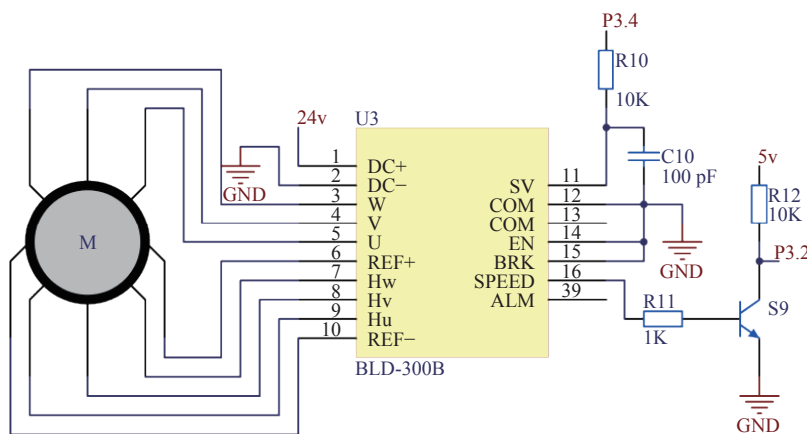 P3.4
R10
10K
24v
U3
GND
M
1 DC+
2 DC−
3 W
4 V
5 U
6 REF+
7 Hw
8 Hv
9 Hu
10 REF−
SV 11
COM 12
COM 13
EN 14
BRK 15
SPEED 16
ALM 39
BLD-300B
C10
100 pF
GND
5v
R12
10K
P3.2
R11
1K
S9
GND